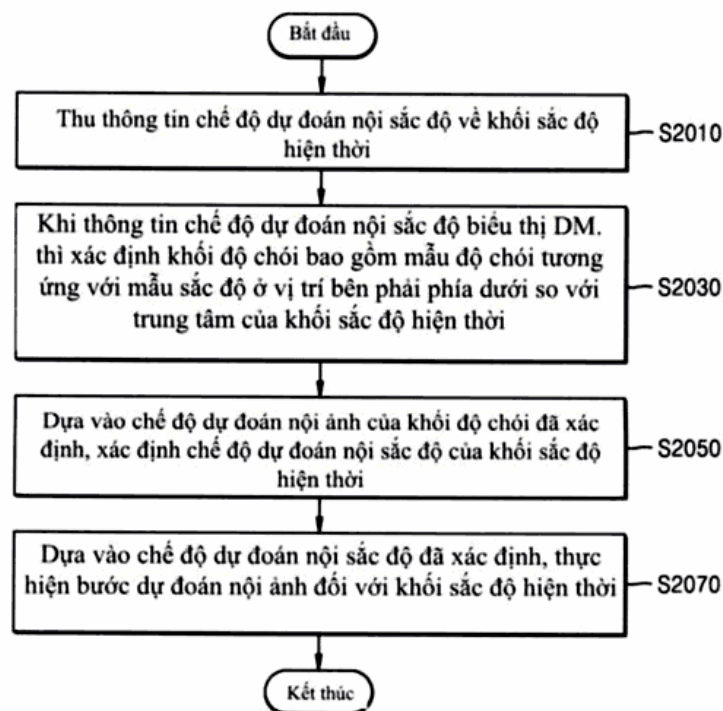 Bắt đầu
Thu thông tin chế độ dự đoán nội sắc độ về khối sắc độ
hiện thời
S2010
Khi thông tin chế độ dự đoán nội sắc độ biểu thị DM.
thì xác định khối độ chói bao gồm mẫu độ chói tương
ứng với mẫu sắc độ ở vị trí bên phải phía dưới so với
trung tâm của khối sắc độ hiện thời
S2030
Dựa vào chế độ dự đoán nội ảnh của khối độ chói đã xác
định, xác định chế độ dự đoán nội sắc độ của khối sắc độ
hiện thời
S2050
Dựa vào chế độ dự đoán nội sắc độ đã xác định, thực
hiện bước dự đoán nội ảnh đối với khối sắc độ hiện thời
S2070
Kết thúc